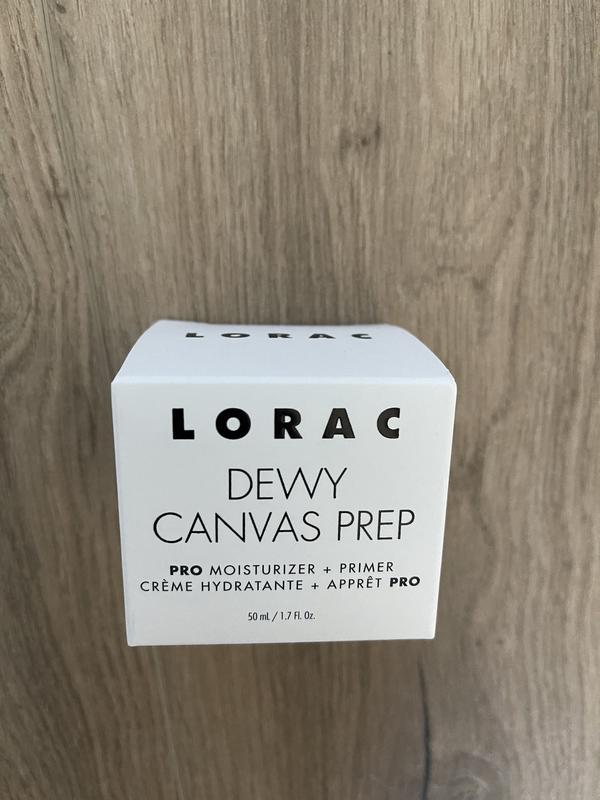 LORAC
LORAC
DEWY
CANVAS PREP
PRO MOISTURIZER + PRIMER
CRÈME HYDRATANTE + APPRÊT PRO
50 mL / 1.7 Fl. Oz.